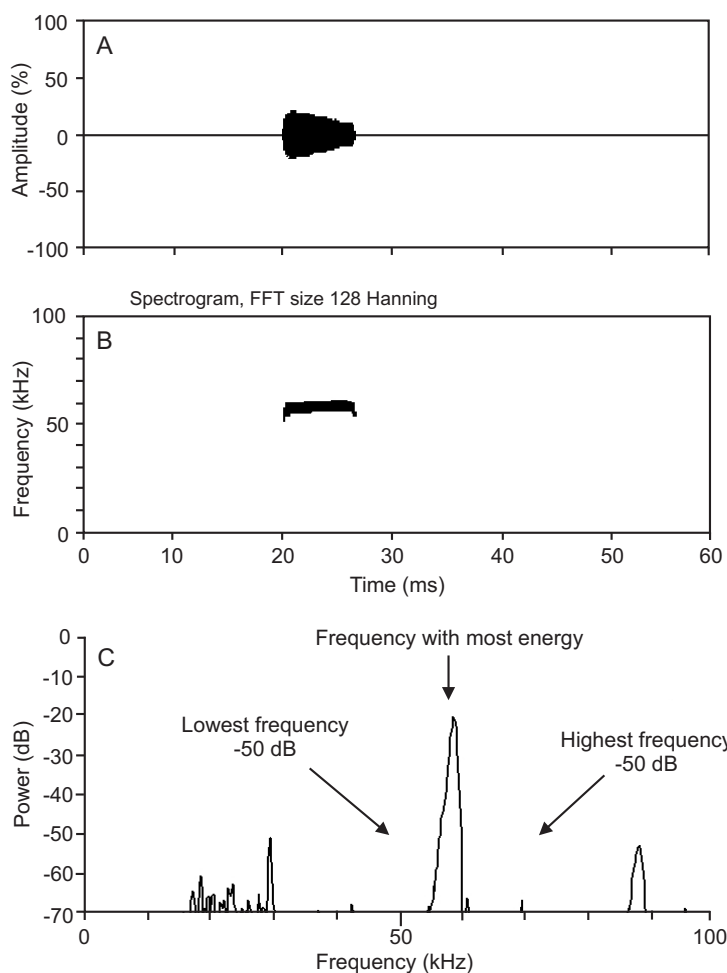 A
100
50
0
-50
-100
Amplitude (%)
Spectrogram, FFT size 128 Hanning
B
100
50
0
Frequency (kHz)
0 10 20 30 40 50 60
Time (ms)
C
0
-10
-20
-30
-40
-50
-60
-70
Power (dB)
Frequency with most energy
Lowest frequency
-50 dB
Highest frequency
-50 dB
0 50 100
Frequency (kHz)